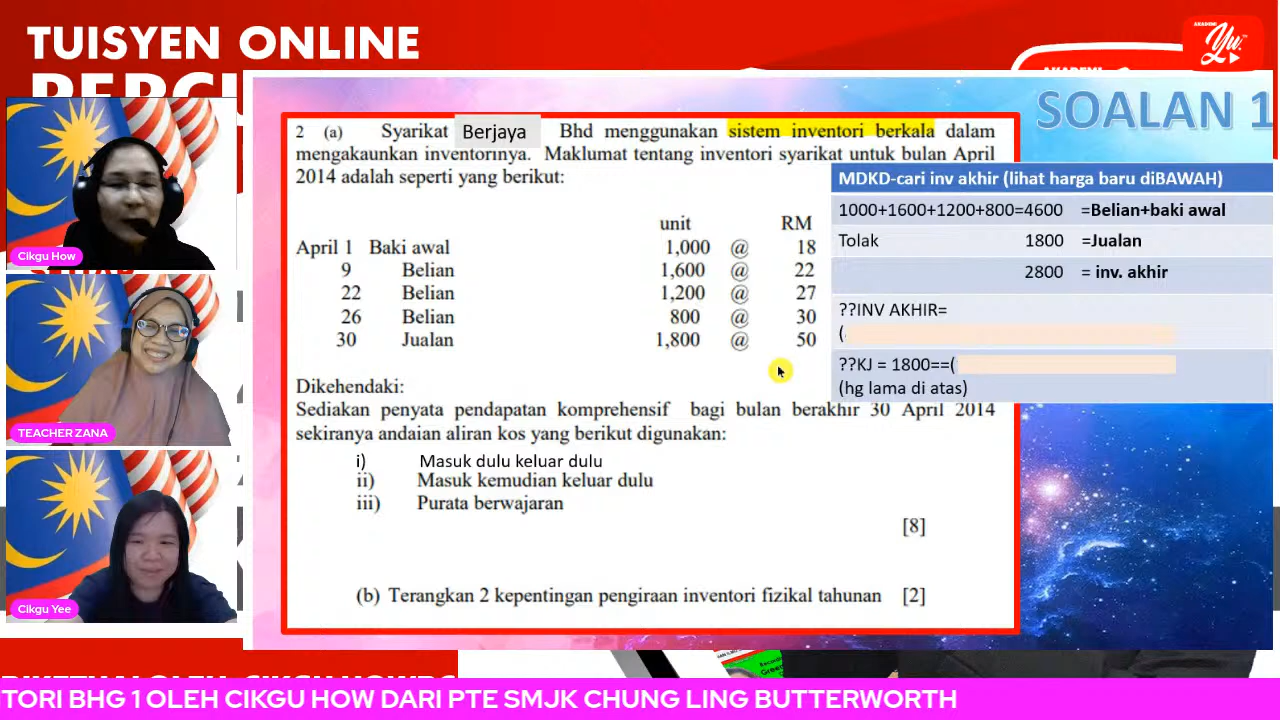 TUISYEN ONLINE
SOALAN 1
2 (a) Syarikat Berjaya Bhd menggunakan sistem inventori berkala dalam
mengakaunkan inventorinya. Maklumat tentang inventori syarikat untuk bulan April
2014 adalah seperti yang berikut:
unit RM
April 1 Baki awal 1,000 @ 18
9 Belian 1,600 @ 22
22 Belian 1,200 @ 27
26 Belian 800 @ 30
30 Jualan 1,800 @ 50
Dikehendaki:
Sediakan penyata pendapatan komprehensif bagi bulan berakhir 30 April 2014
sekiranya andaian aliran kos yang berikut digunakan:
i) Masuk dulu keluar dulu
ii) Masuk kemudian keluar dulu
iii) Purata berwajaran
[8]
(b) Terangkan 2 kepentingan pengiraan inventori fizikal tahunan [2]
MDKD-cari inv akhir (lihat harga baru diBAWAH)
1000+1600+1200+800=4600 =Belian+baki awal
Tolak 1800 =Jualan
2800 = inv. akhir
??INV AKHIR=
(
??KJ = 1800==(
(hg lama di atas)
Cikgu How
TEACHER ZANA
Cikgu Yee
TORI BHG 1 OLEH CIKGU HOW DARI PTE SMJK CHUNG LING BUTTERWORTH